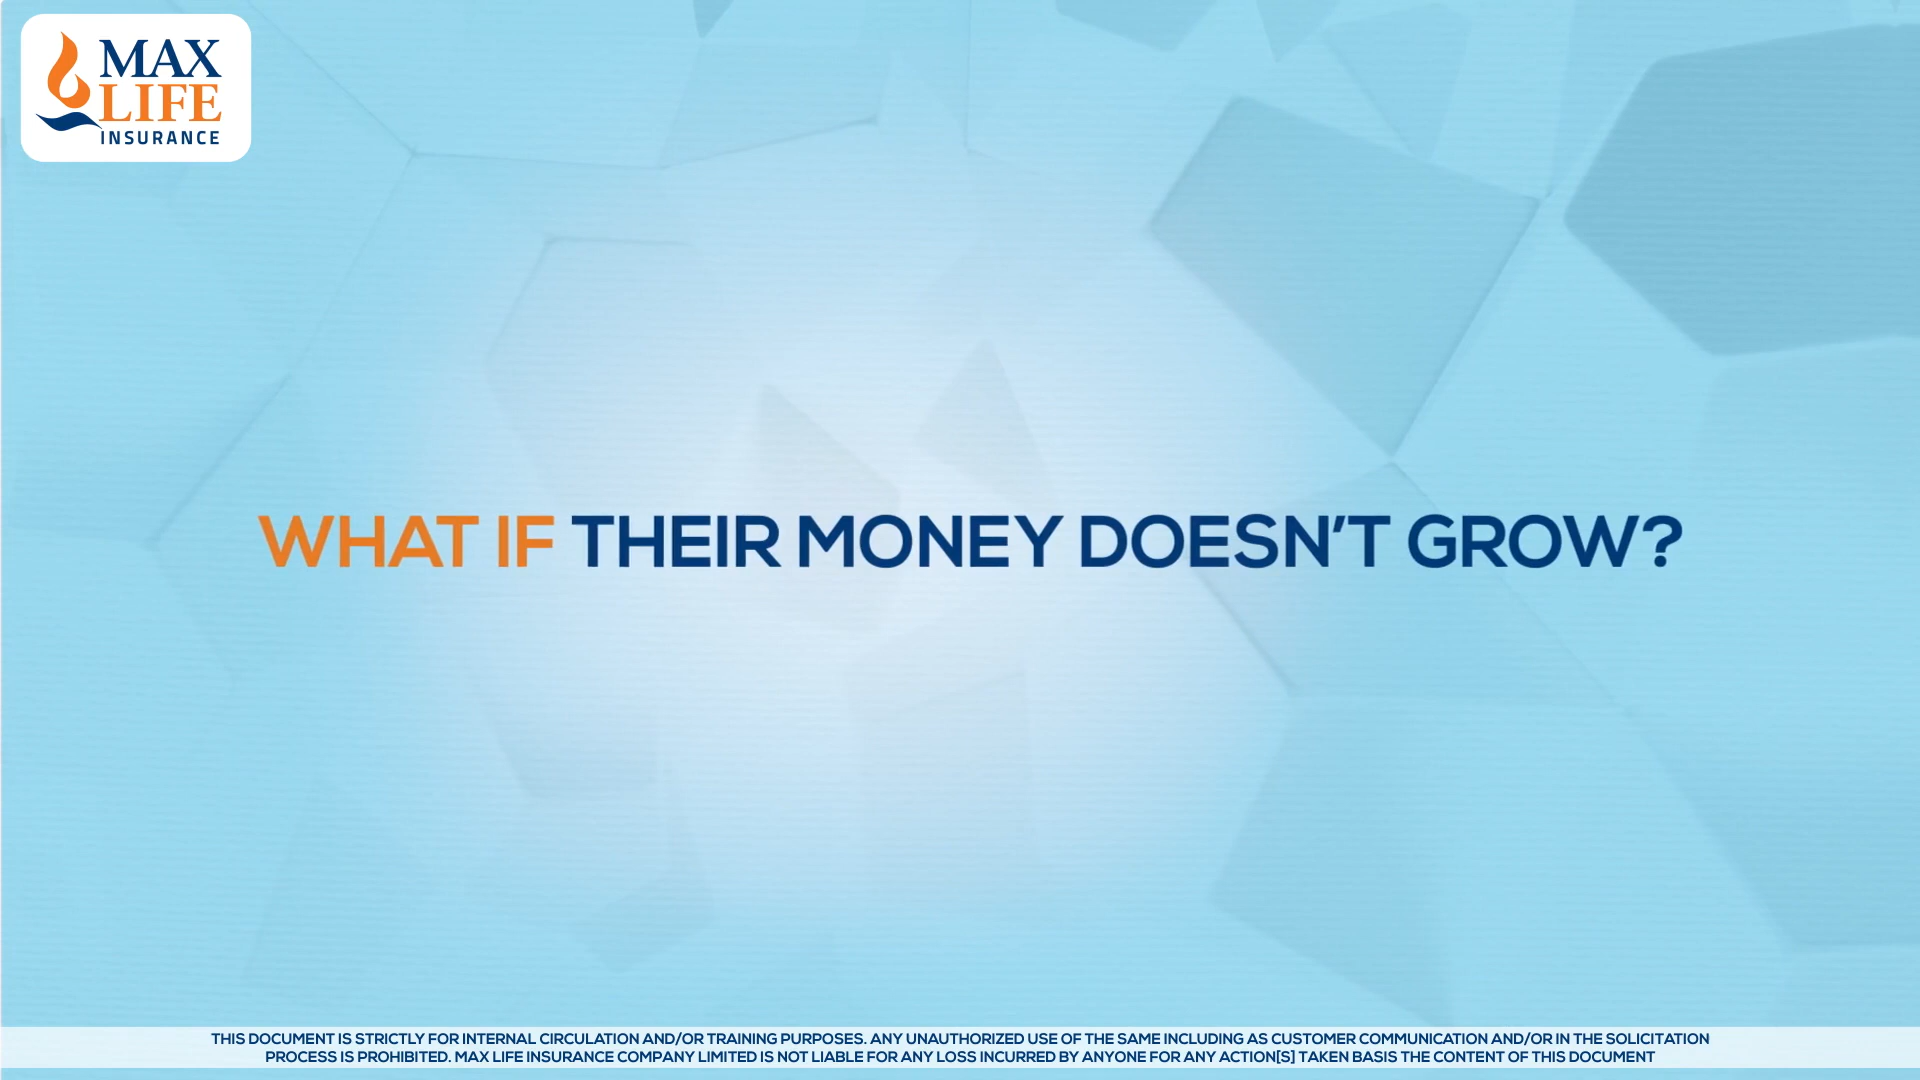 MAX
LIFE
INSURANCE
WHAT IF THEIR MONEY DOESN'T GROW?
THIS DOCUMENT IS STRICTLY FOR INTERNAL CIRCULATION AND/OR TRAINING PURPOSES. ANY UNAUTHORIZED USE OF THE SAME INCLUDING AS CUSTOMER COMMUNICATION AND/OR IN THE SOLICITATION
PROCESS IS PROHIBITED. MAX LIFE INSURANCE COMPANY LIMITED IS NOT LIABLE FOR ANY LOSS INCURRED BY ANYONE FOR ANY ACTION[S] TAKEN BASIS THE CONTENT OF THIS DOCUMENT